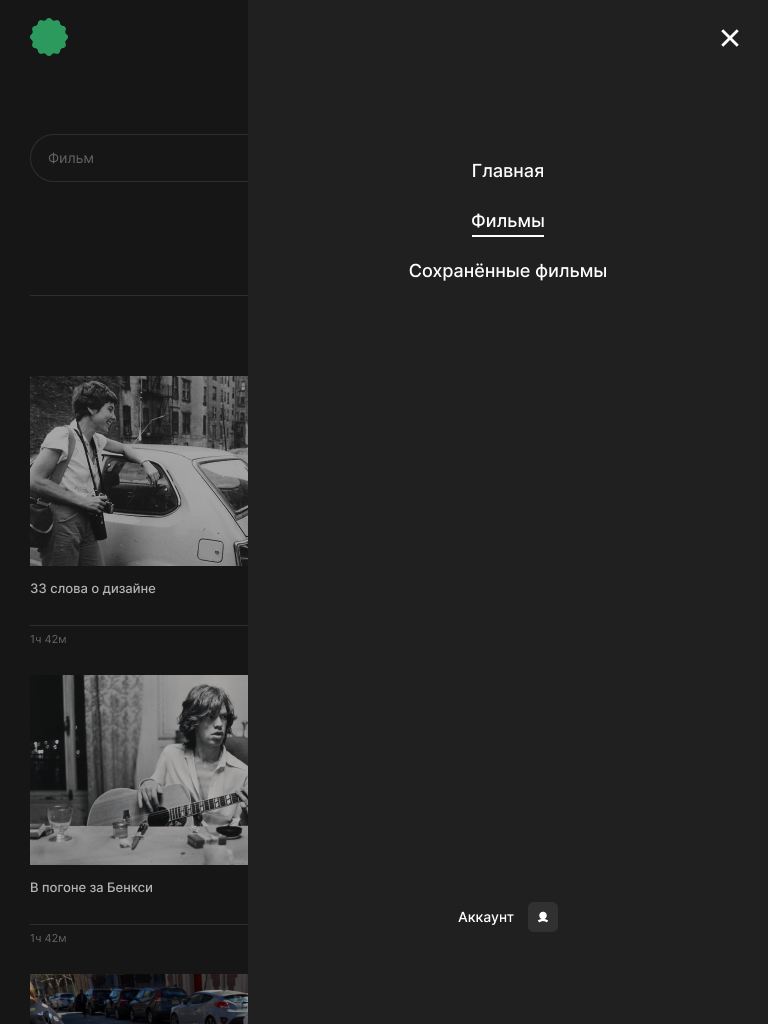 Фильм
33 слова о дизайне
1ч 42м
В погоне за Бенкси
1ч 42м
Главная
Фильмы
Сохранённые фильмы
Аккаунт